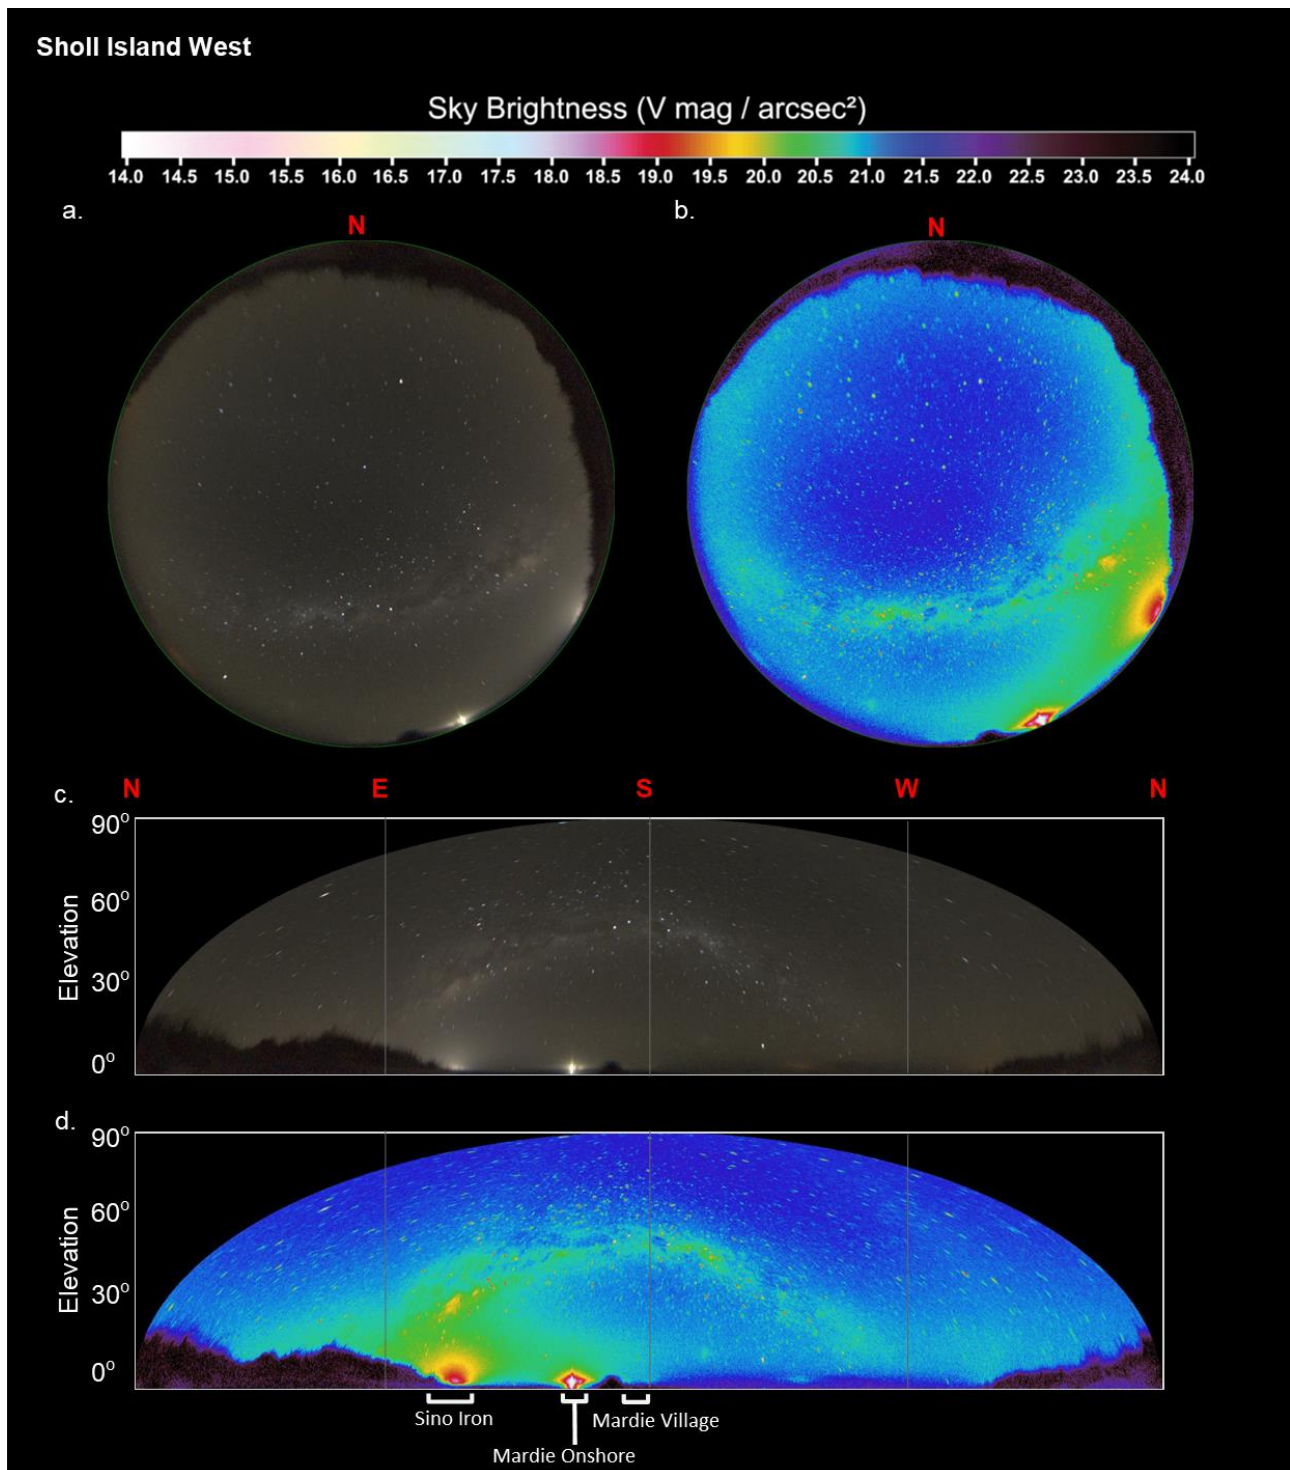 Sholl Island West
Sky Brightness (V mag / arcsec²)
14.0 14.5 15.0 15.5 16.0 16.5 17.0 17.5 18.0 18.5 19.0 19.5 20.0 20.5 21.0 21.5 22.0 22.5 23.0 23.5 24.0
a. b.
N N
c. N E S W N
90°
60°
30°
0°
Elevation
d.
90°
60°
30°
0°
Elevation
Sino Iron
Mardie Village
Mardie Onshore